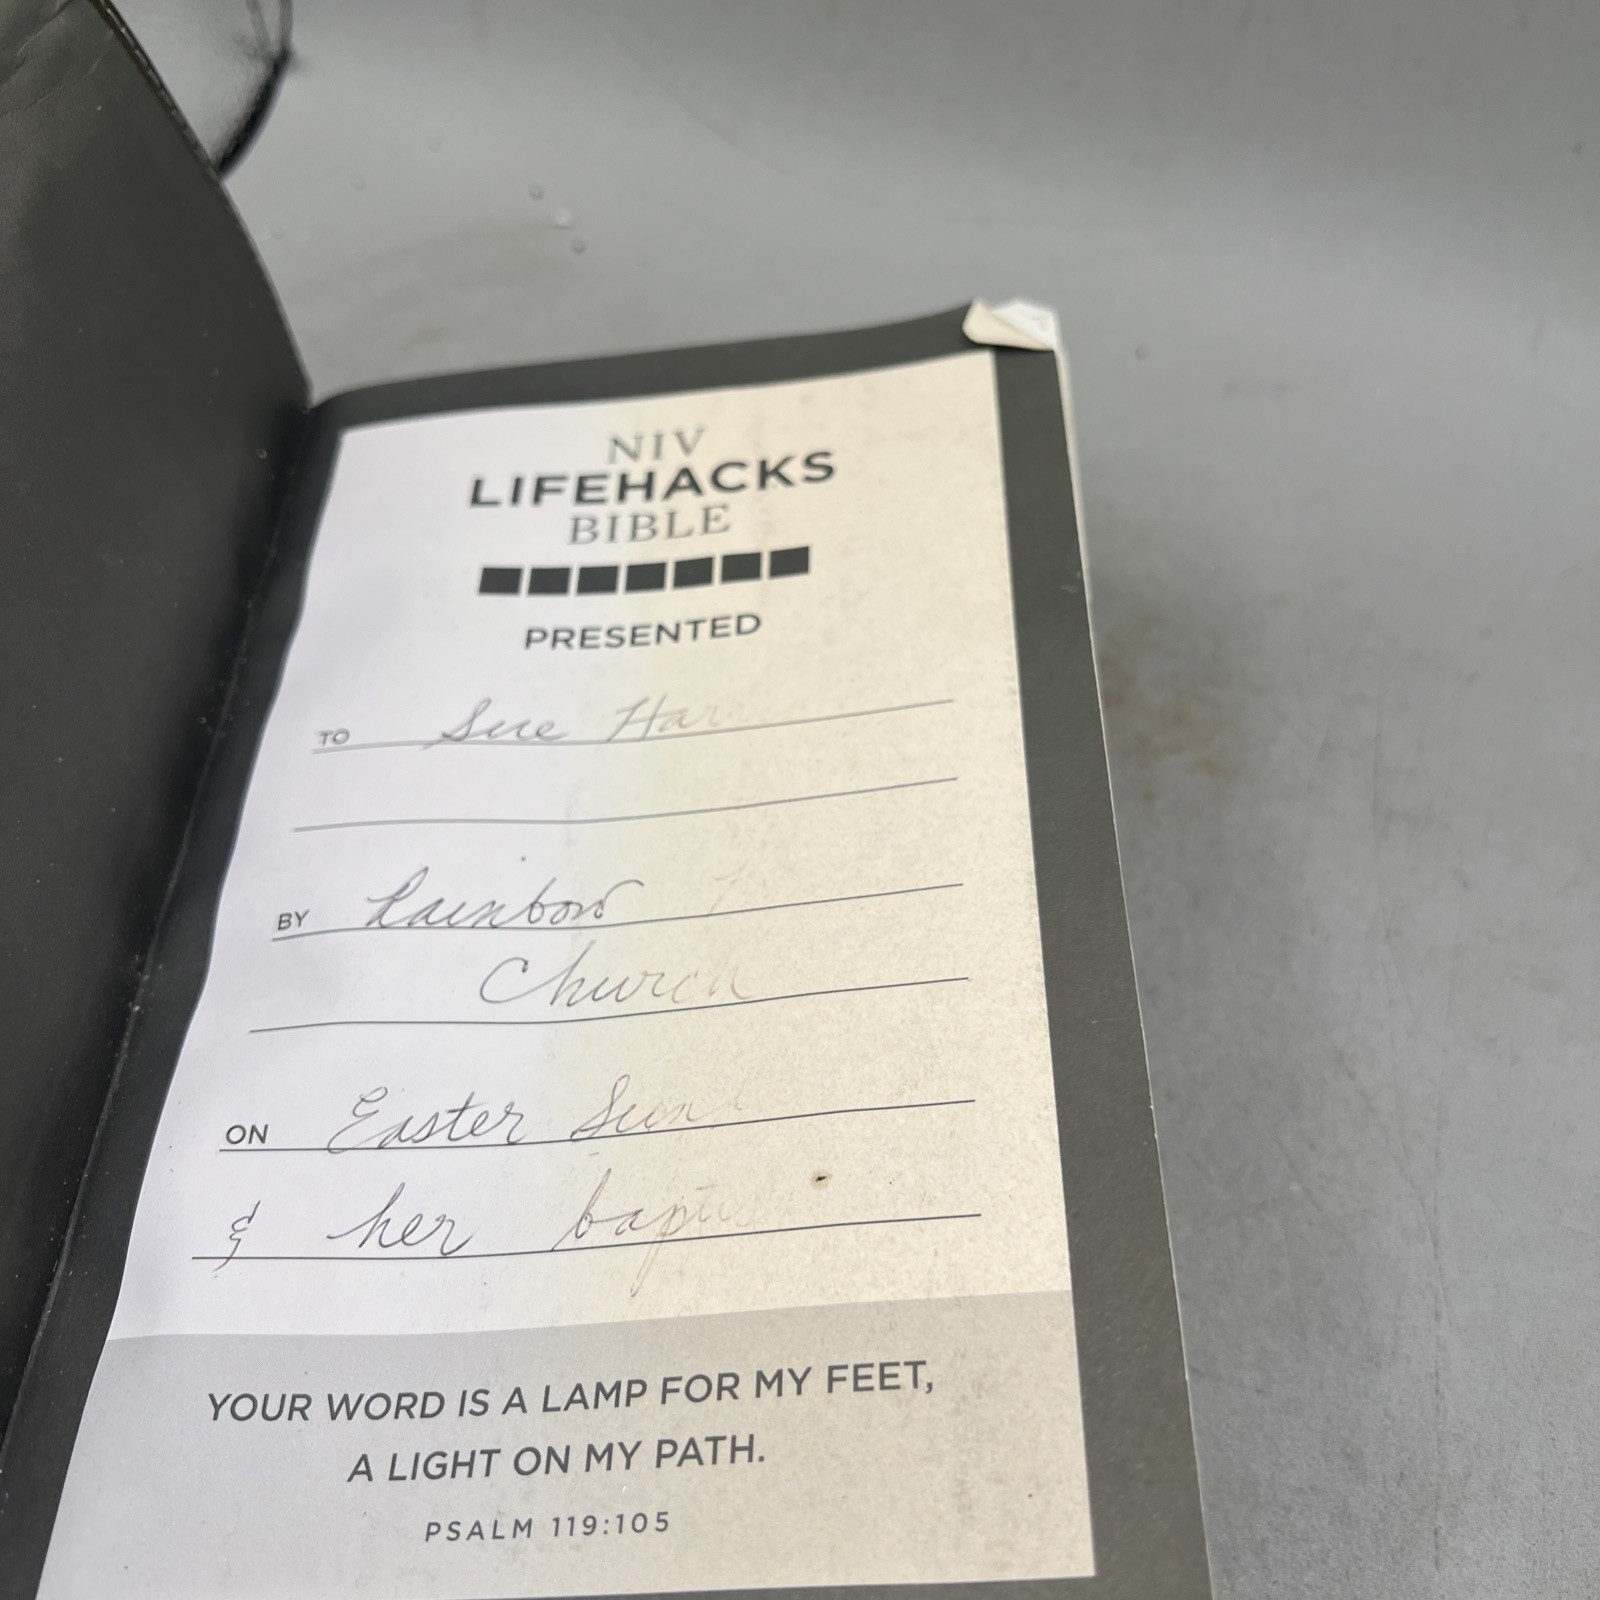 NIV
LIFEHACKS
BIBLE
PRESENTED
TO Sue
BY Rainbow
Church
ON Easter
& her
YOUR WORD IS A LAMP FOR MY FEET,
A LIGHT ON MY PATH.
PSALM 119:105